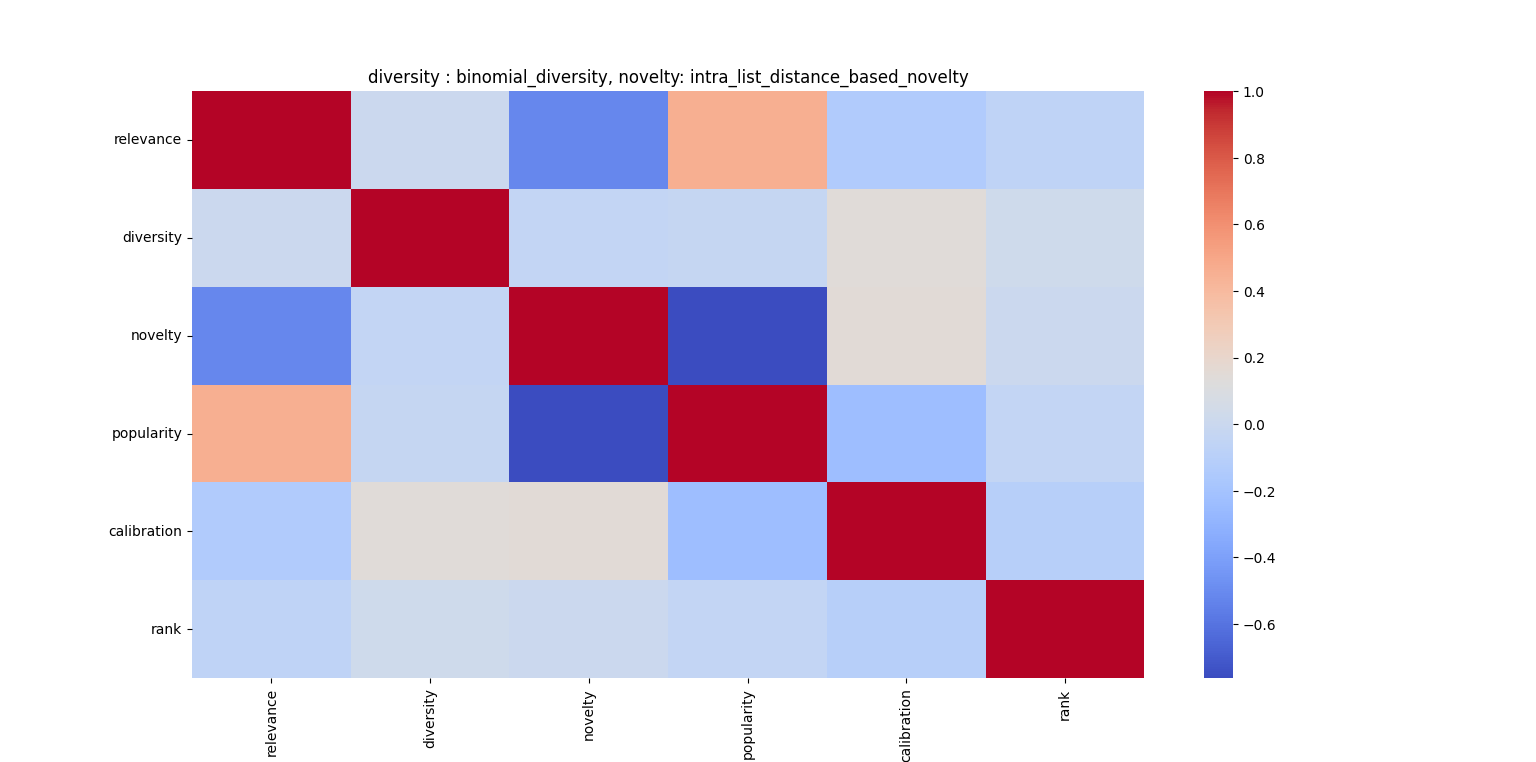 diversity : binomial_diversity, novelty: intra_list_distance_based_novelty
relevance
diversity
novelty
popularity
calibration
rank
relevance
diversity
novelty
popularity
calibration
rank
1.0
0.8
0.6
0.4
0.2
0.0
−0.2
−0.4
−0.6